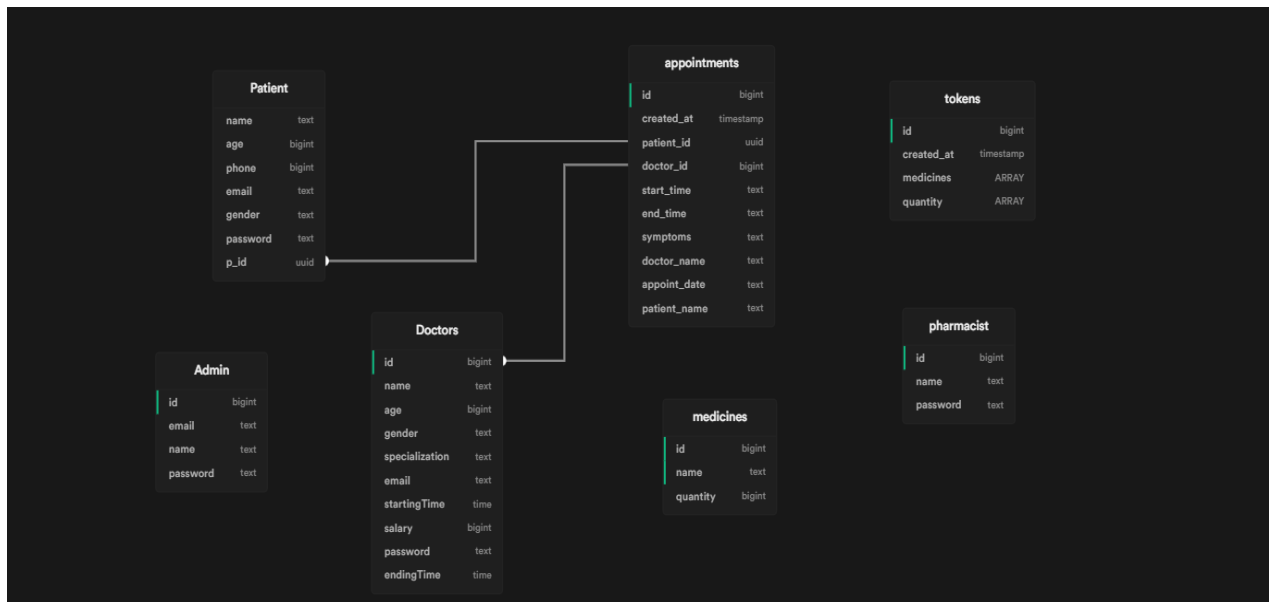 Patient
name text
age bigint
phone bigint
email text
gender text
password text
p_id uuid
appointments
id bigint
created_at timestamp
patient_id uuid
doctor_id bigint
start_time text
end_time text
symptoms text
doctor_name text
appoint_date text
patient_name text
tokens
id bigint
created_at timestamp
medicines ARRAY
quantity ARRAY
Admin
id bigint
email text
name text
password text
Doctors
id bigint
name text
age bigint
gender text
specialization text
email text
startingTime time
salary bigint
password text
endingTime time
medicines
id bigint
name text
quantity bigint
pharmacist
id bigint
name text
password text